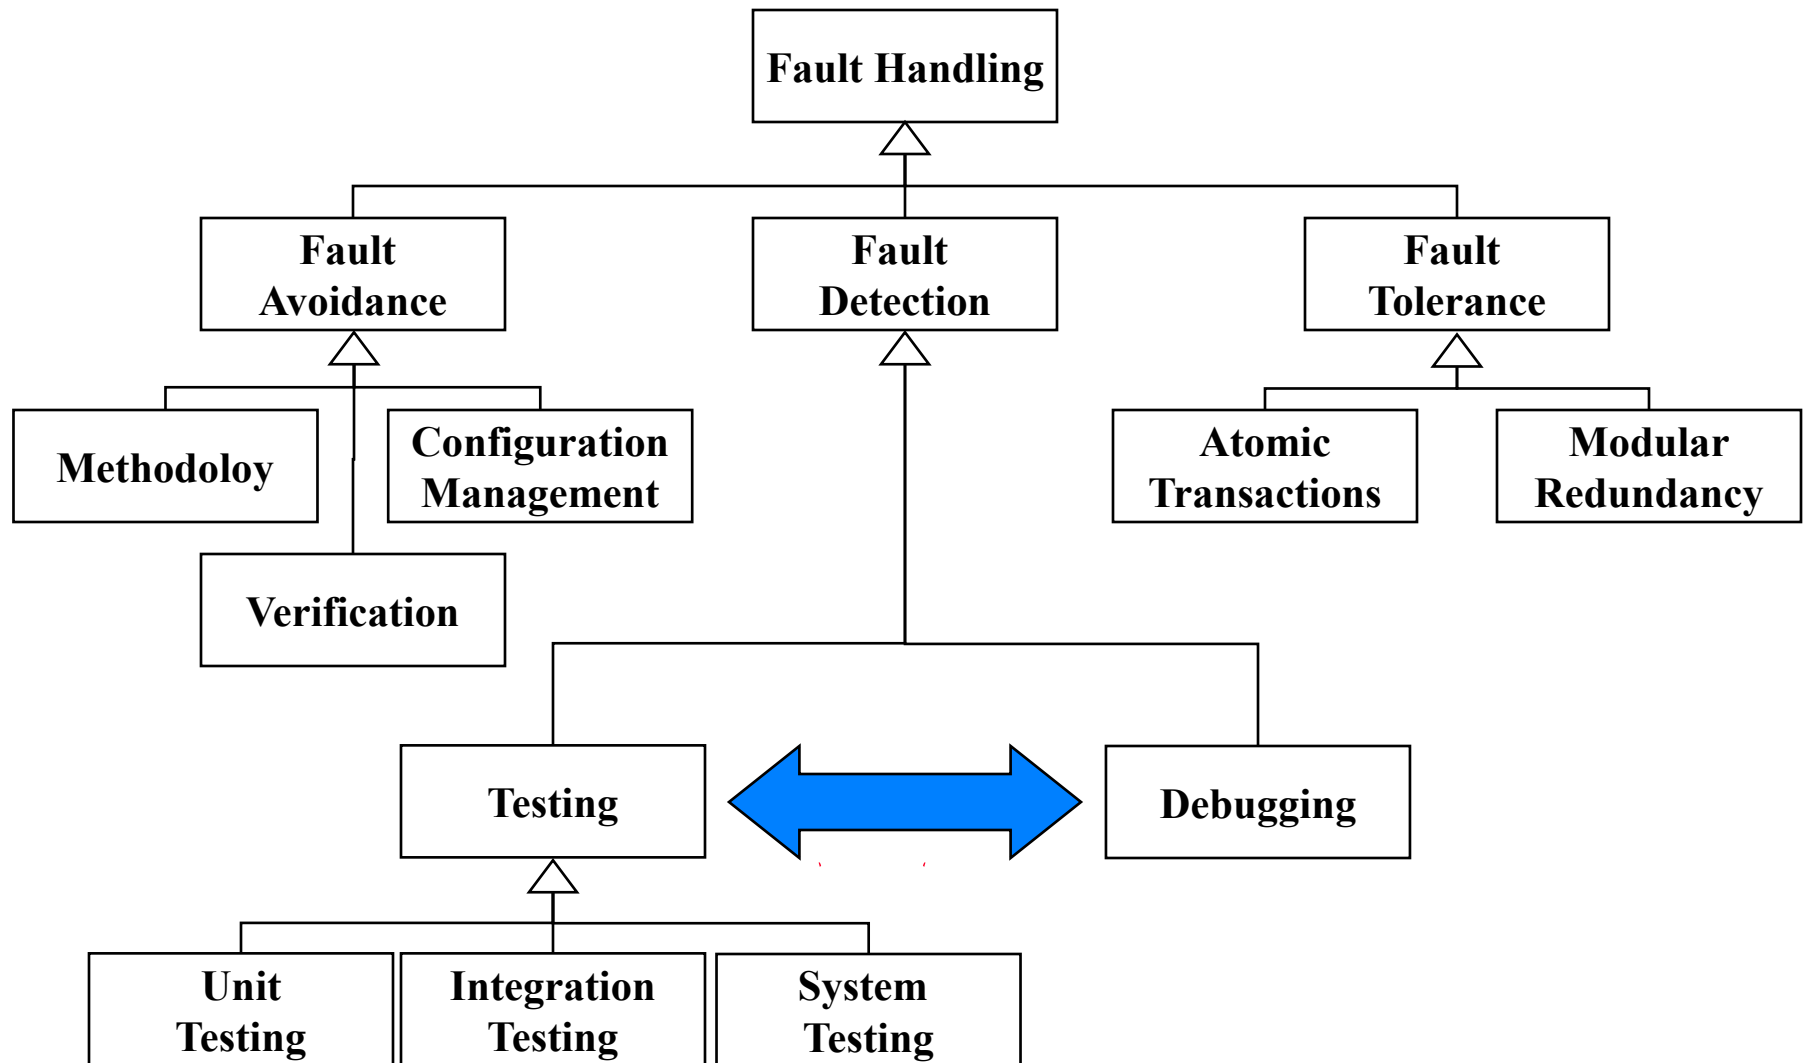 Fault Handling
Fault
Avoidance
Fault
Detection
Fault
Tolerance
Methodoloy
Configuration
Management
Atomic
Transactions
Modular
Redundancy
Verification
Testing
Debugging
Unit
Testing
Integration
Testing
System
Testing